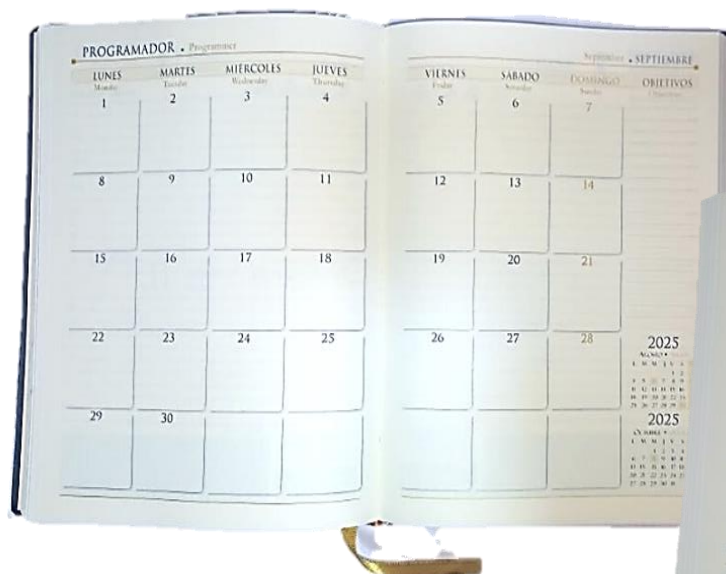 PROGRAMADOR • Programmer
Septiembre • SEPTIEMBRE
LUNES MARTES MIÉRCOLES JUEVES VIERNES SÁBADO DOMINGO OBJETIVOS
Monday Tuesday Wednesday Thursday Friday Saturday Sunday
1 2 3 4 5 6 7
8 9 10 11 12 13 14
15 16 17 18 19 20 21
22 23 24 25 26 27 28
2025
AGOSTO •
29 30
2025
OCTUBRE •